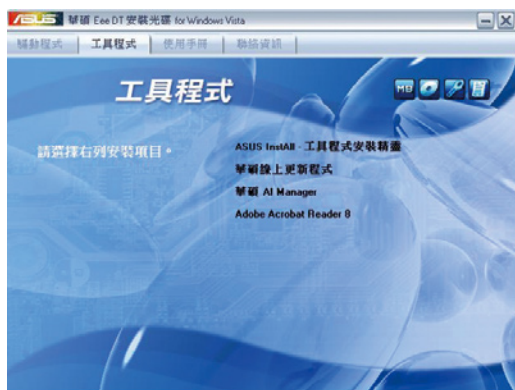 ASUS 華碩 Eee DT 安裝光碟 for Windows Vista
驅動程式 工具程式 使用手冊 聯絡資訊
工具程式
MB
請選擇右列安裝項目。
ASUS InstAll - 工具程式安裝精靈
華碩線上更新程式
華碩 AI Manager
Adobe Acrobat Reader 8